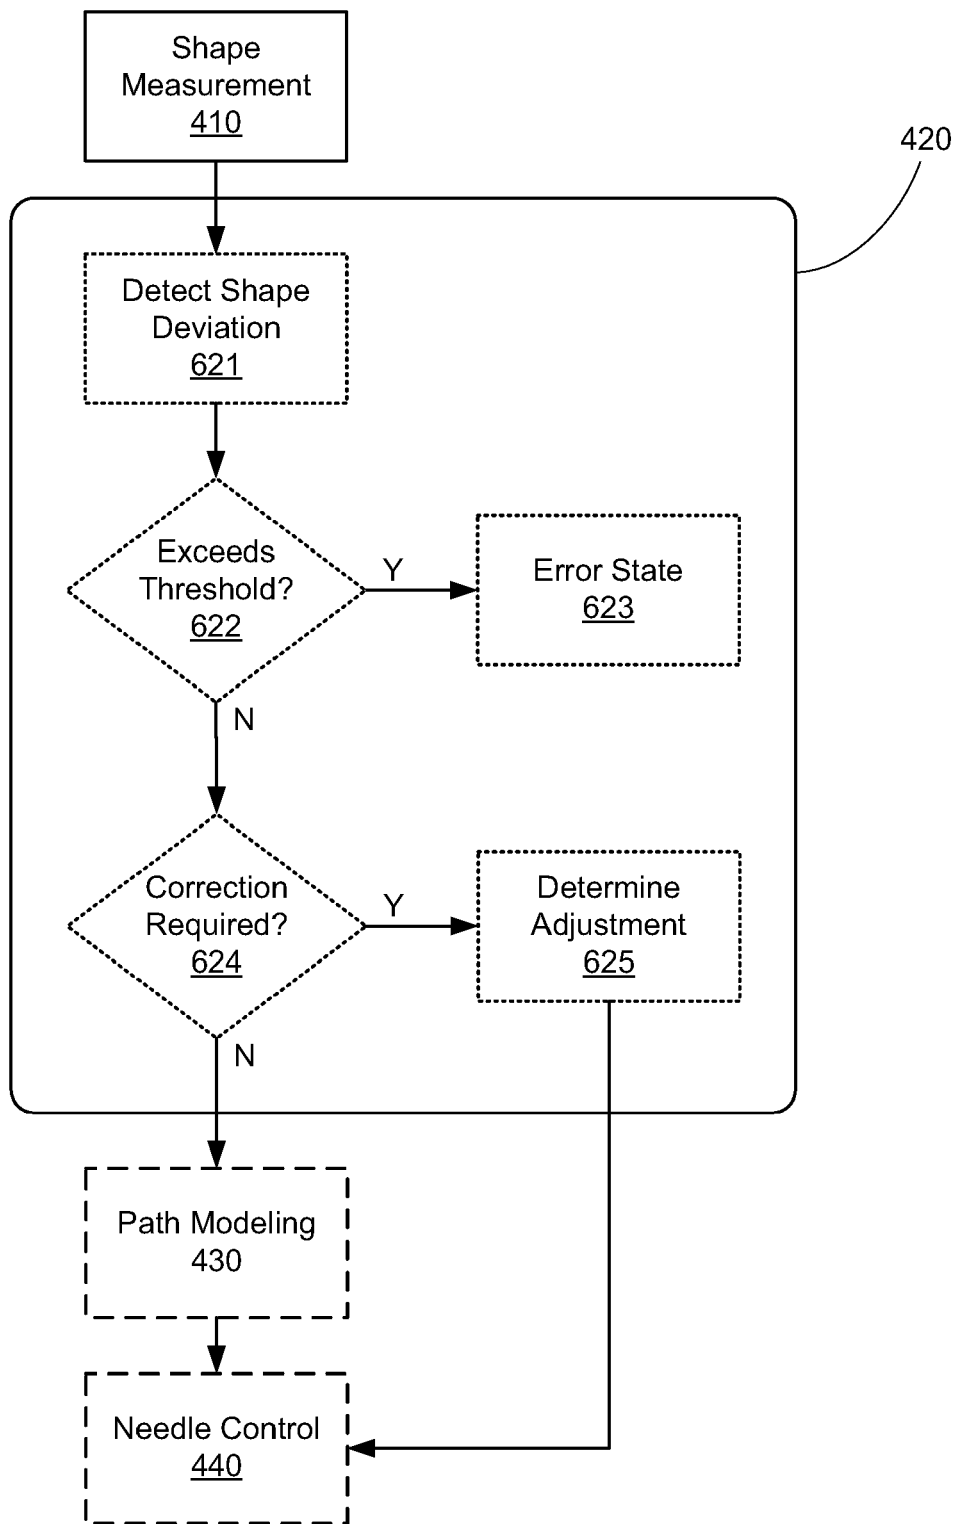 Shape
Measurement
410
420
Detect Shape
Deviation
621
Exceeds
Threshold?
622
Y
Error State
623
N
Correction
Required?
624
Y
Determine
Adjustment
625
N
Path Modeling
430
Needle Control
440